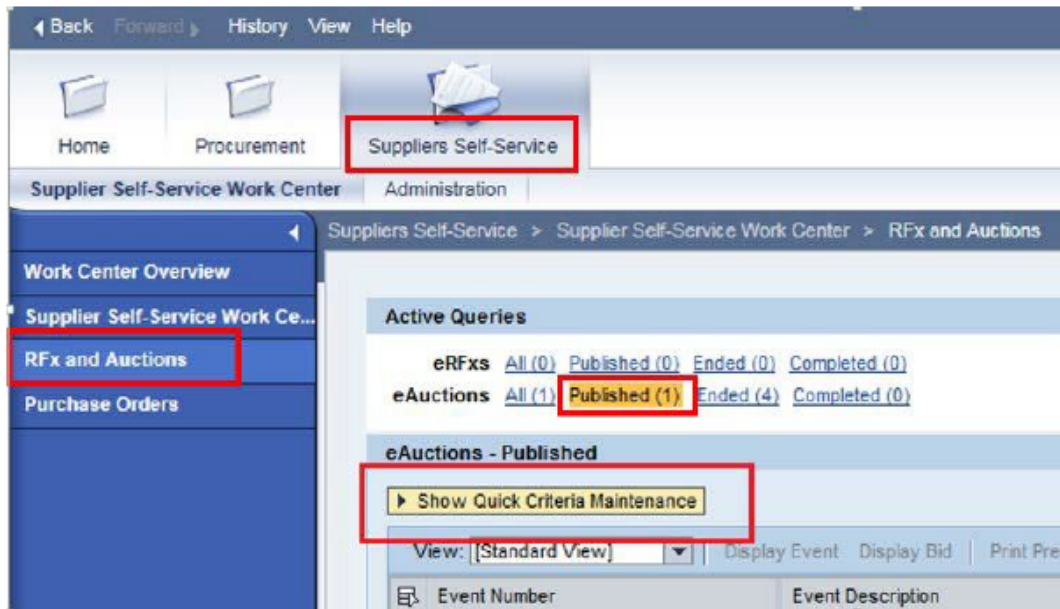 Back Forward History View Help
Home Procurement Suppliers Self-Service
Supplier Self-Service Work Center Administration
Suppliers Self-Service > Supplier Self-Service Work Center > RFx and Auctions
Work Center Overview
Supplier Self-Service Work Ce...
RFx and Auctions
Purchase Orders
Active Queries
eRFxs All (0) Published (0) Ended (0) Completed (0)
eAuctions All (1) Published (1) Ended (4) Completed (0)
eAuctions - Published
Show Quick Criteria Maintenance
View: [Standard View] Display Event Display Bid Print Pre
Event Number Event Description